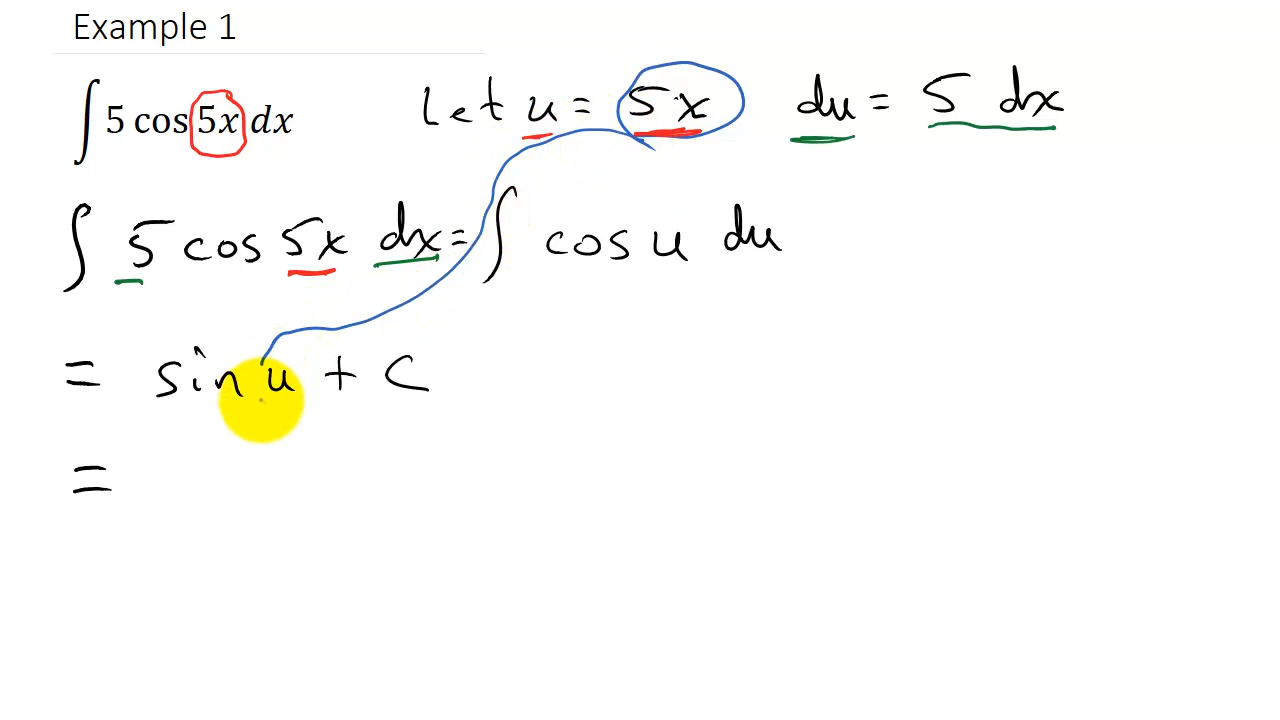 Example 1
∫ 5 cos 5x dx Let u = 5x du = 5 dx
∫ 5 cos 5x dx = ∫ cos u du
= sin u + C
=